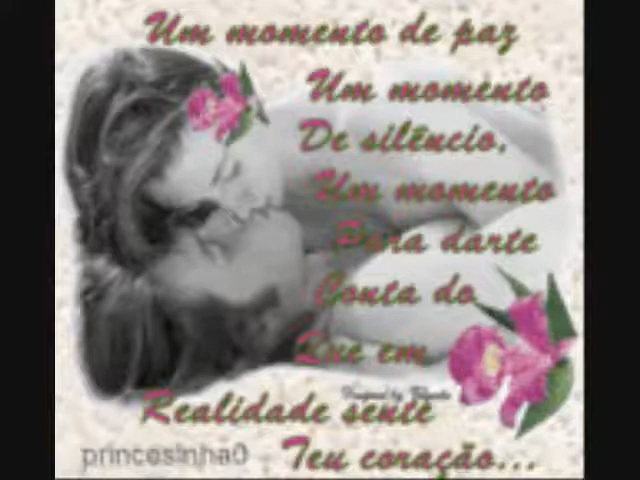 Um momento de paz
Um momento
De silêncio,
Um momento
Para darte
Conta do
Que em
Realidade sente
princesinha0
Teu coração...